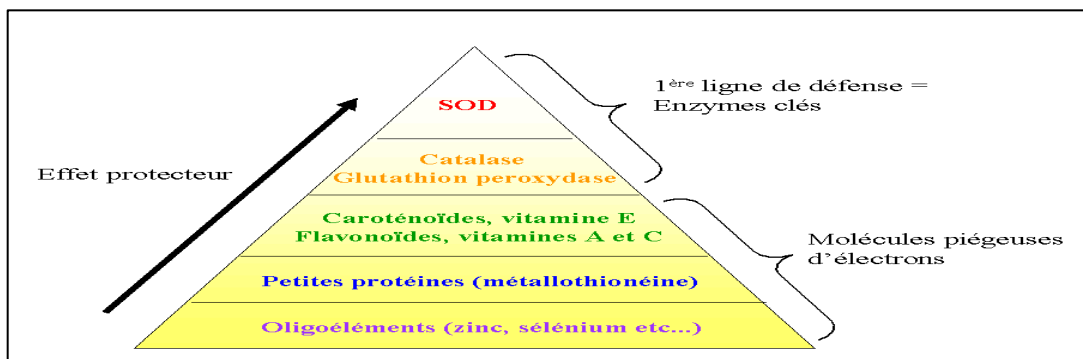 1ère ligne de défense =
Enzymes clés
SOD
Effet protecteur
Catalase
Glutathion peroxydase
Caroténoïdes, vitamine E
Flavonoïdes, vitamines A et C
Molécules piégeuses
d’électrons
Petites protéines (métallothionéine)
Oligoéléments (zinc, sélénium etc...)